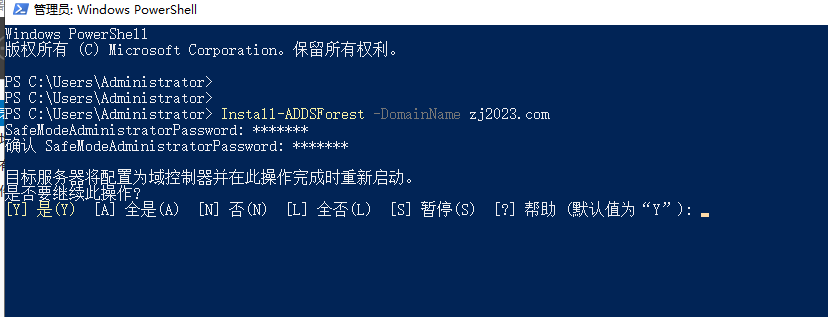 管理员: Windows PowerShell
Windows PowerShell
版权所有 (C) Microsoft Corporation。保留所有权利。
PS C:\Users\Administrator>
PS C:\Users\Administrator>
PS C:\Users\Administrator> Install-ADDSForest -DomainName zj2023.com
SafeModeAdministratorPassword: *******
确认 SafeModeAdministratorPassword: *******
目标服务器将配置为域控制器并在此操作完成时重新启动。
是否要继续此操作?
[Y] 是(Y)  [A] 全是(A)  [N] 否(N)  [L] 全否(L)  [S] 暂停(S)  [?] 帮助 (默认值为“Y”):